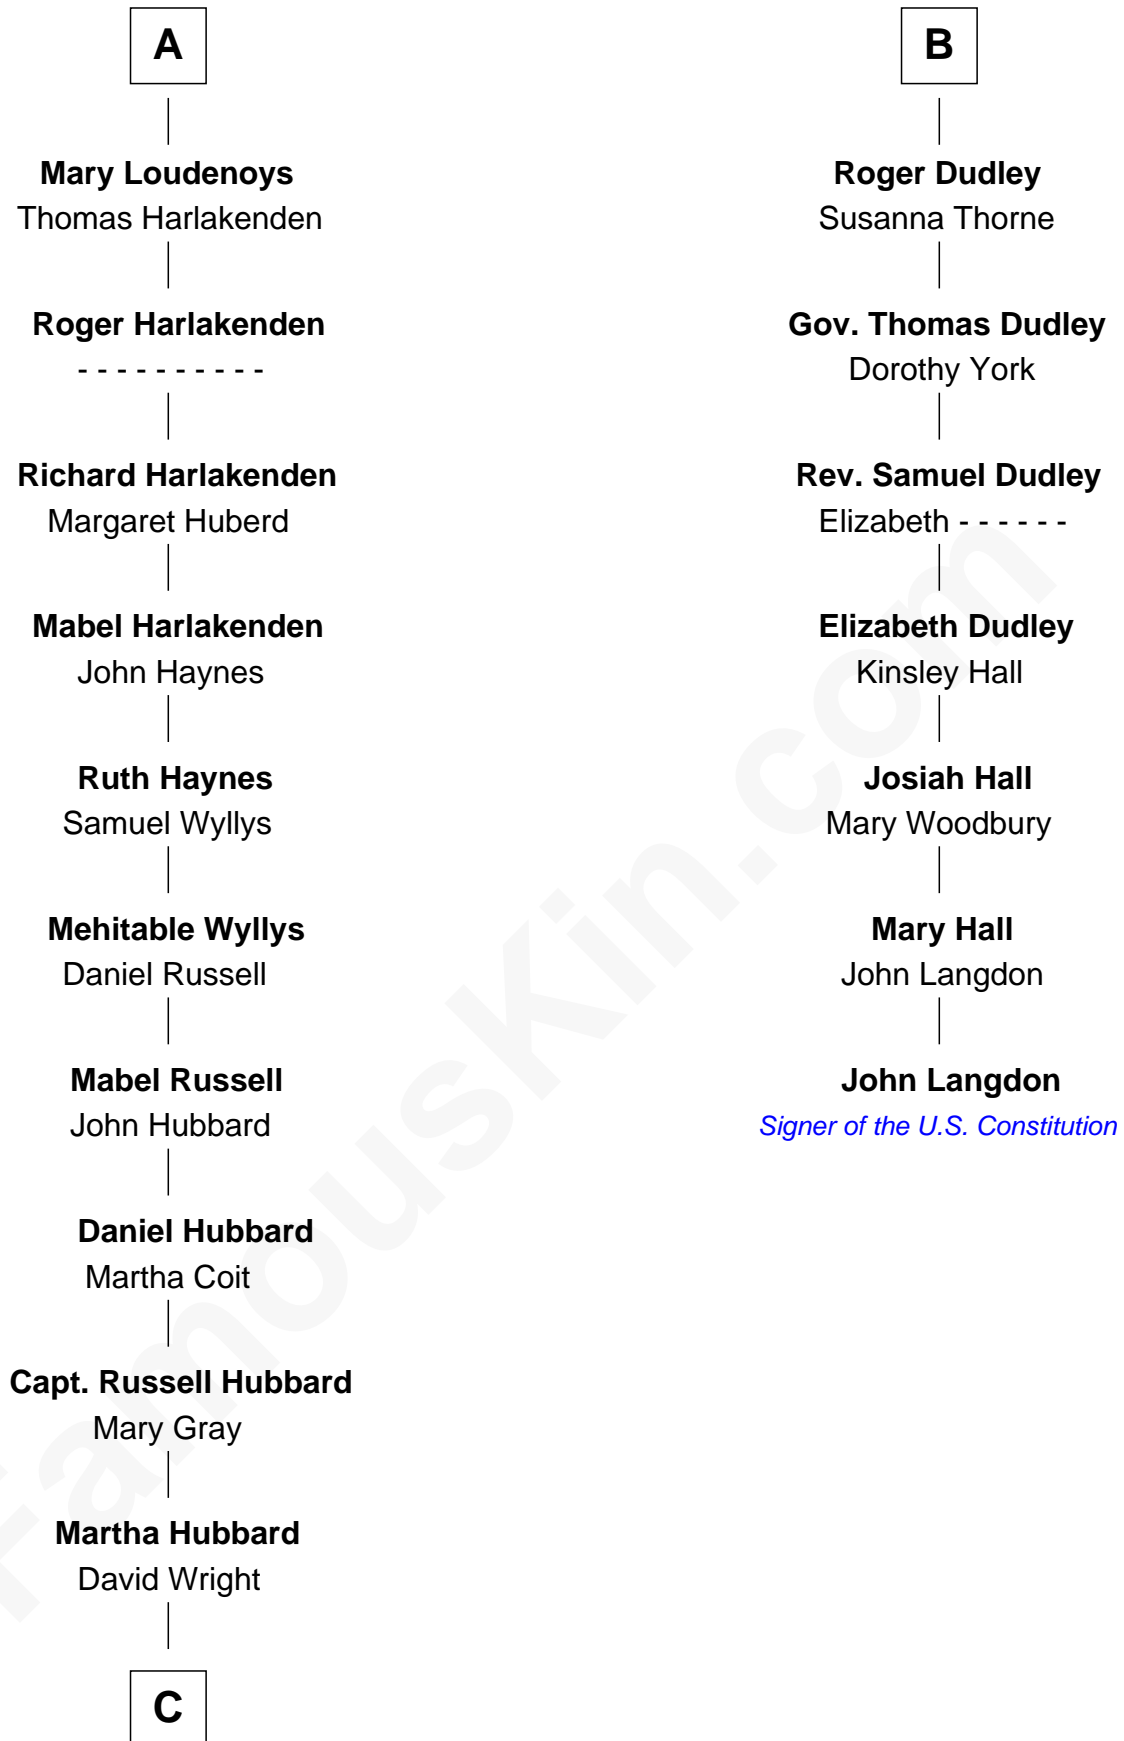 A
Mary Loudenoys
Thomas Harlakenden
Roger Harlakenden
- - - - - - - - - -
Richard Harlakenden
Margaret Huberd
Mabel Harlakenden
John Haynes
Ruth Haynes
Samuel Wyllys
Mehitable Wyllys
Daniel Russell
Mabel Russell
John Hubbard
Daniel Hubbard
Martha Coit
Capt. Russell Hubbard
Mary Gray
Martha Hubbard
David Wright
C
B
Roger Dudley
Susanna Thorne
Gov. Thomas Dudley
Dorothy York
Rev. Samuel Dudley
Elizabeth - - - - - -
Elizabeth Dudley
Kinsley Hall
Josiah Hall
Mary Woodbury
Mary Hall
John Langdon
John Langdon
Signer of the U.S. Constitution
FamousKin.com